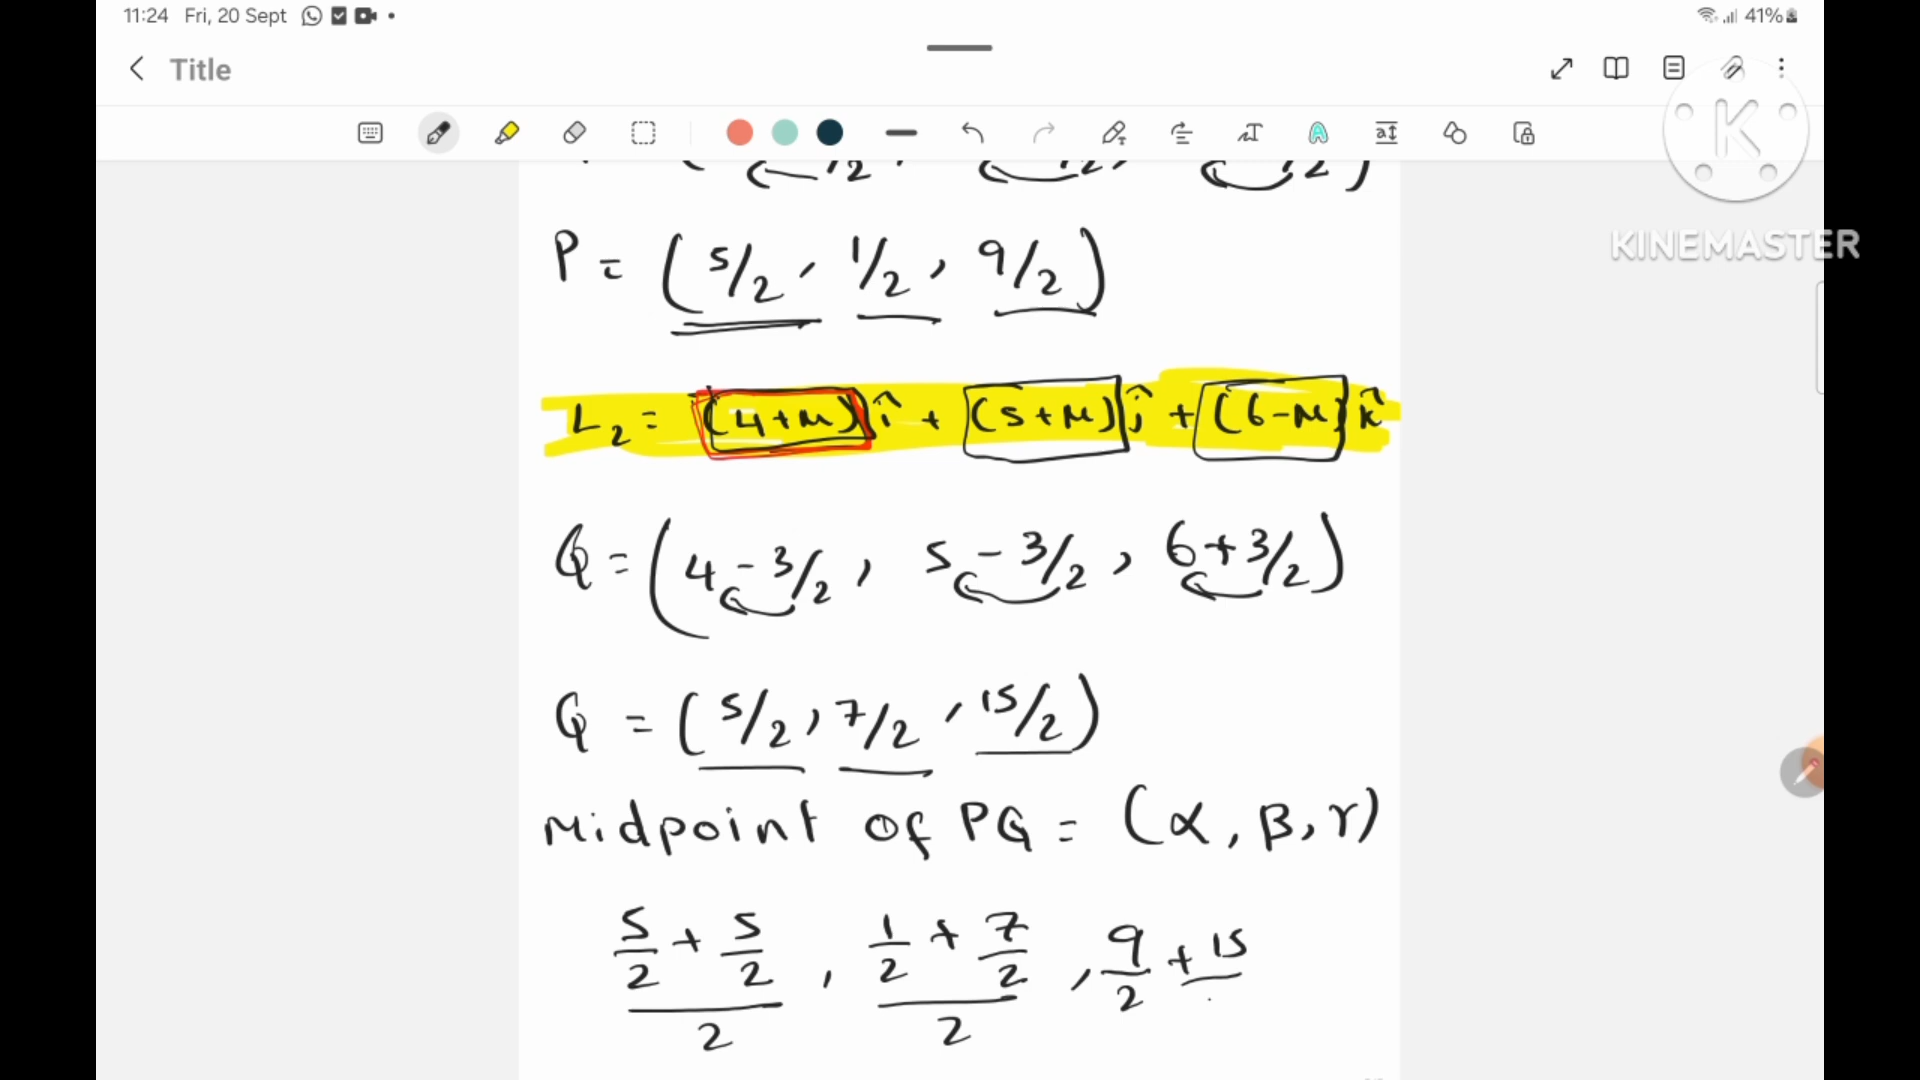 11:24 Fri, 20 Sept 41%
Title
K
KINEMASTER
P = (5/2, 1/2, 9/2)
L₂ = (4+μ)î + (5+μ)ĵ + (6-μ)k̂
Q = (4-3/2, 5-3/2, 6+3/2)
Q = (5/2, 7/2, 15/2)
Midpoint of PQ = (α, β, γ)
5/2 + 5/2 / 2, 1/2 + 7/2 / 2, 9/2 + 15